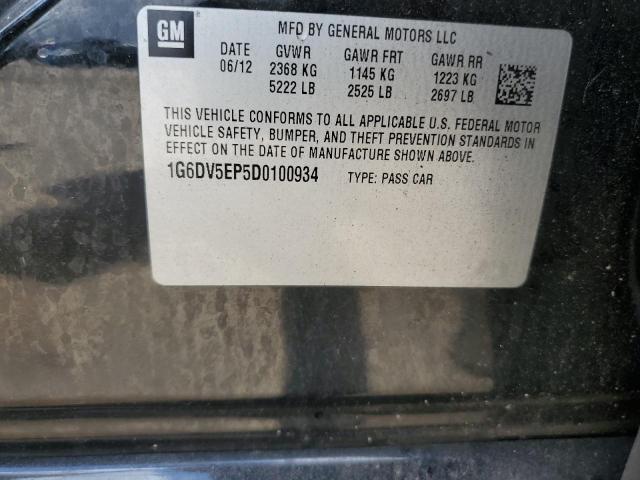 GM
MFD BY GENERAL MOTORS LLC
DATE GVWR GAWR FRT GAWR RR
06/12 2368 KG 1145 KG 1223 KG
5222 LB 2525 LB 2697 LB
THIS VEHICLE CONFORMS TO ALL APPLICABLE U.S. FEDERAL MOTOR
VEHICLE SAFETY, BUMPER, AND THEFT PREVENTION STANDARDS IN
EFFECT ON THE DATE OF MANUFACTURE SHOWN ABOVE.
1G6DV5EP5D0100934 TYPE: PASS CAR